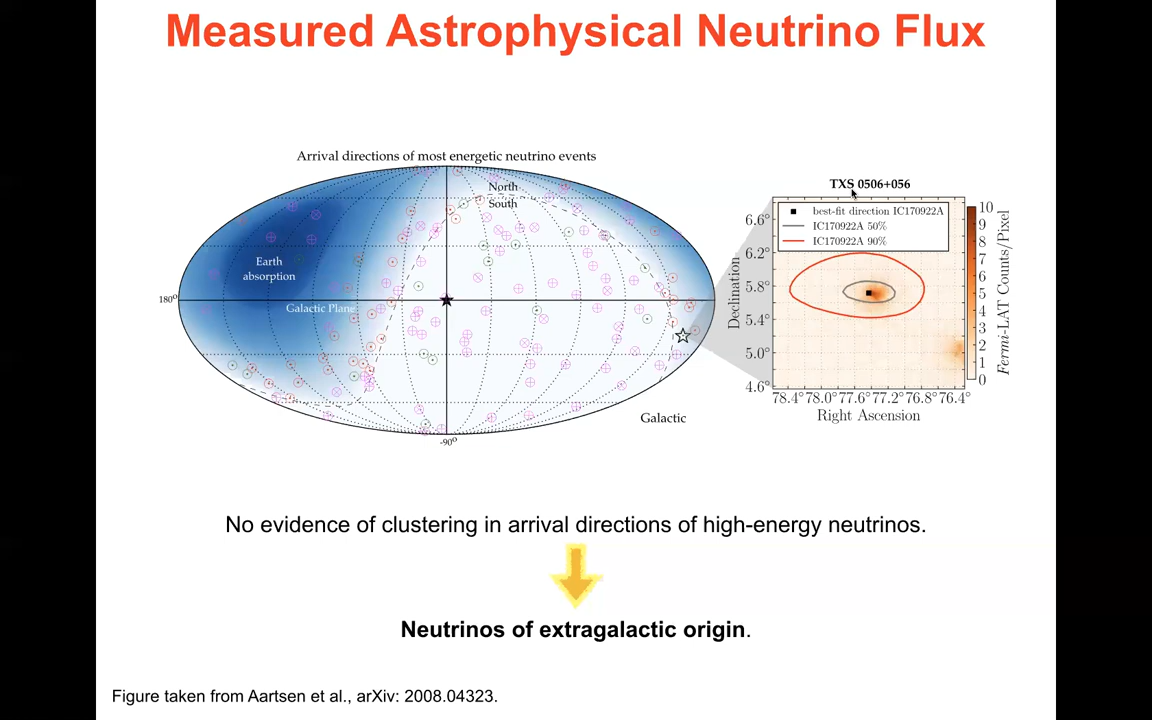 Measured Astrophysical Neutrino Flux
Arrival directions of most energetic neutrino events
North
South
Earth
absorption
Galactic Plane
180°
-90°
Galactic
TXS 0506+056
best-fit direction IC170922A
IC170922A 50%
IC170922A 90%
6.6°
6.2°
5.8°
5.4°
5.0°
4.6°
Declination
78.4° 78.0° 77.6° 77.2° 76.8° 76.4°
Right Ascension
10
9
8
7
6
5
4
3
2
1
0
Fermi-LAT Counts/Pixel
No evidence of clustering in arrival directions of high-energy neutrinos.
Neutrinos of extragalactic origin.
Figure taken from Aartsen et al., arXiv: 2008.04323.